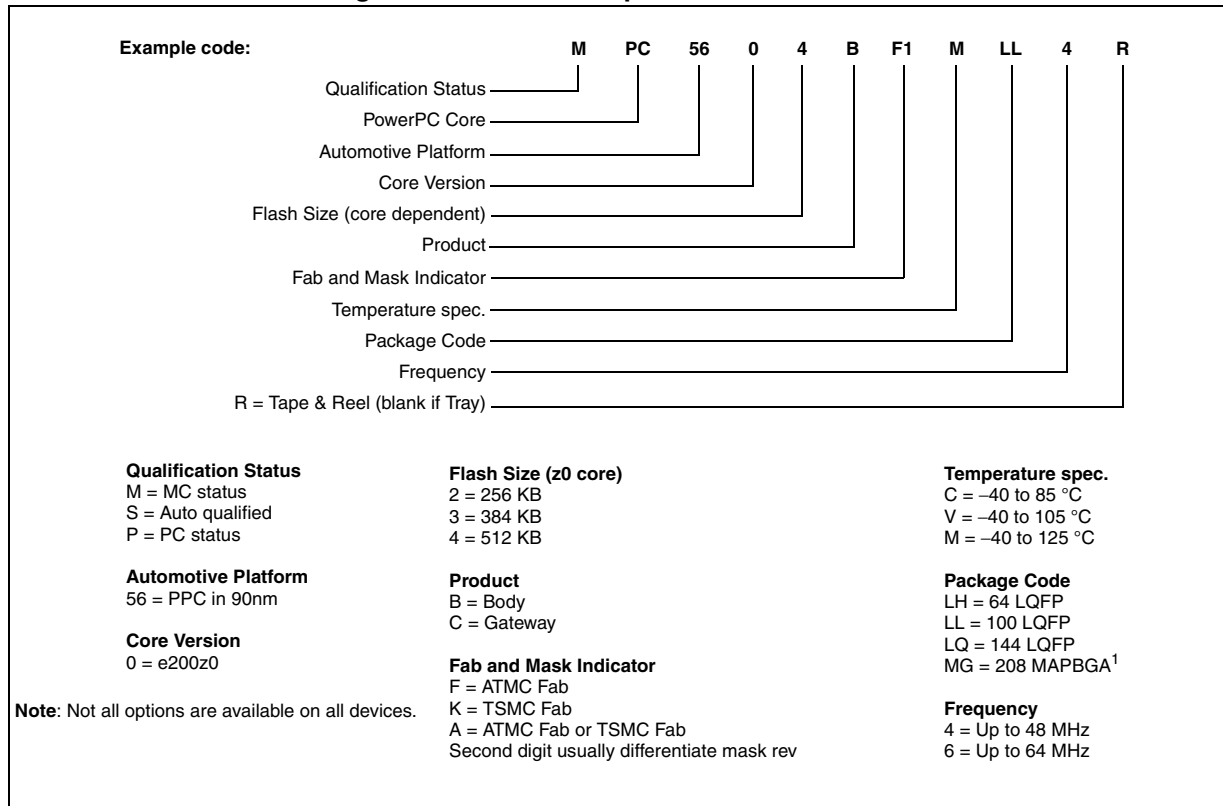 Example code: M PC 56 0 4 B F1 M LL 4 R
Qualification Status
PowerPC Core
Automotive Platform
Core Version
Flash Size (core dependent)
Product
Fab and Mask Indicator
Temperature spec.
Package Code
Frequency
R = Tape & Reel (blank if Tray)
Qualification Status
M = MC status
S = Auto qualified
P = PC status
Automotive Platform
56 = PPC in 90nm
Core Version
0 = e200z0
Note: Not all options are available on all devices.
Flash Size (z0 core)
2 = 256 KB
3 = 384 KB
4 = 512 KB
Product
B = Body
C = Gateway
Fab and Mask Indicator
F = ATMC Fab
K = TSMC Fab
A = ATMC Fab or TSMC Fab
Second digit usually differentiate mask rev
Temperature spec.
C = –40 to 85 °C
V = –40 to 105 °C
M = –40 to 125 °C
Package Code
LH = 64 LQFP
LL = 100 LQFP
LQ = 144 LQFP
MG = 208 MAPBGA1
Frequency
4 = Up to 48 MHz
6 = Up to 64 MHz